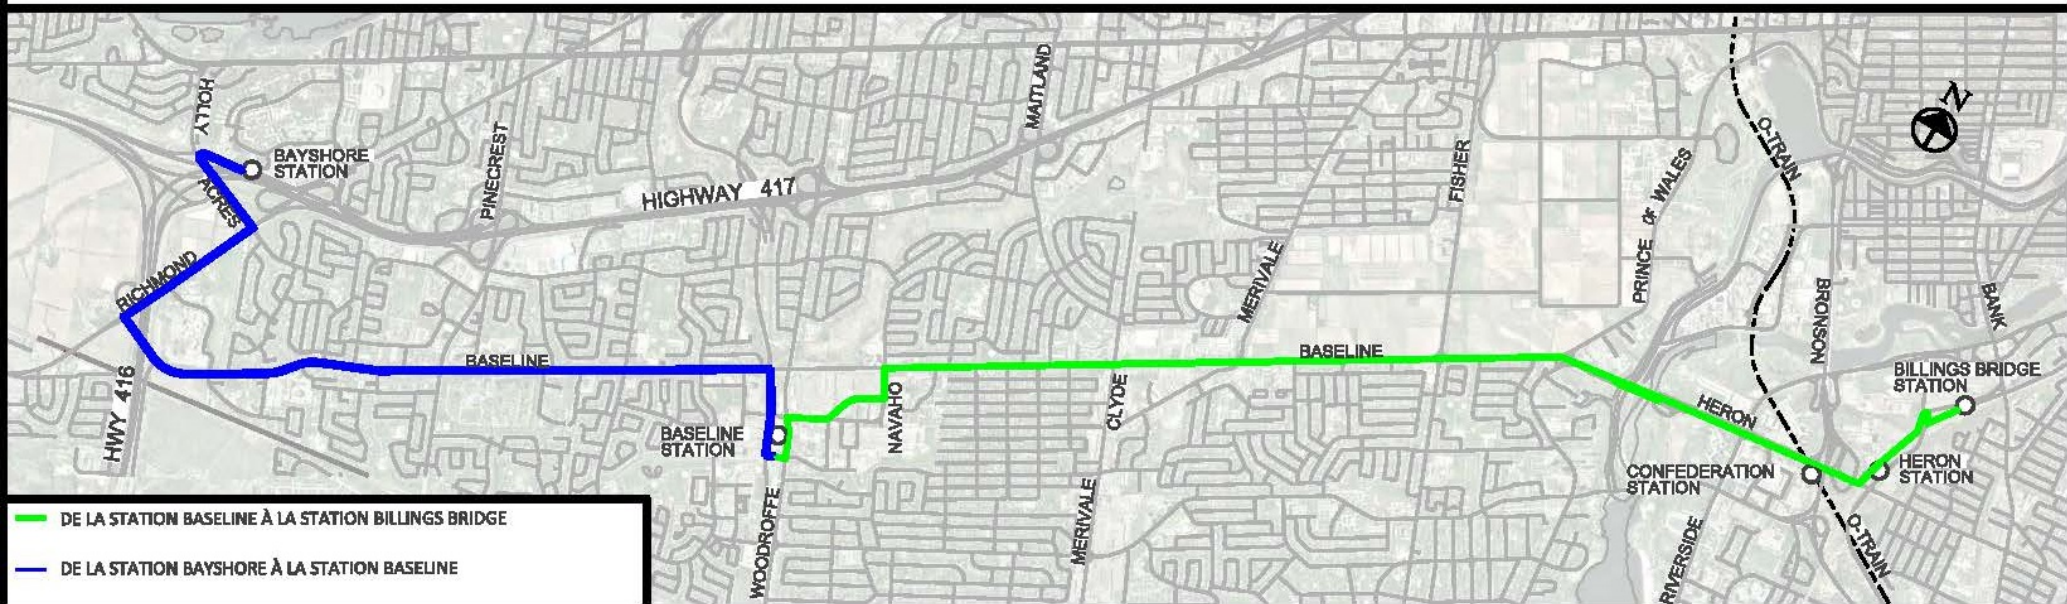 HOLLY
MAITLAND
N
O-TRAIN
BAYSHORE
STATION
PINECREST
HIGHWAY 417
FISHER
PRINCE OF WALES
ACRES
RICHMOND
MERIVALE
BRONSON
BANK
BASELINE
BASELINE
BILLINGS BRIDGE
STATION
HWY 416
NAVAHO
CLYDE
HERON
BASELINE
STATION
CONFEDERATION
STATION
HERON
STATION
WOODROFFE
MERIVALE
RIVERSIDE
O-TRAIN
DE LA STATION BASELINE À LA STATION BILLINGS BRIDGE
DE LA STATION BAYSHORE À LA STATION BASELINE